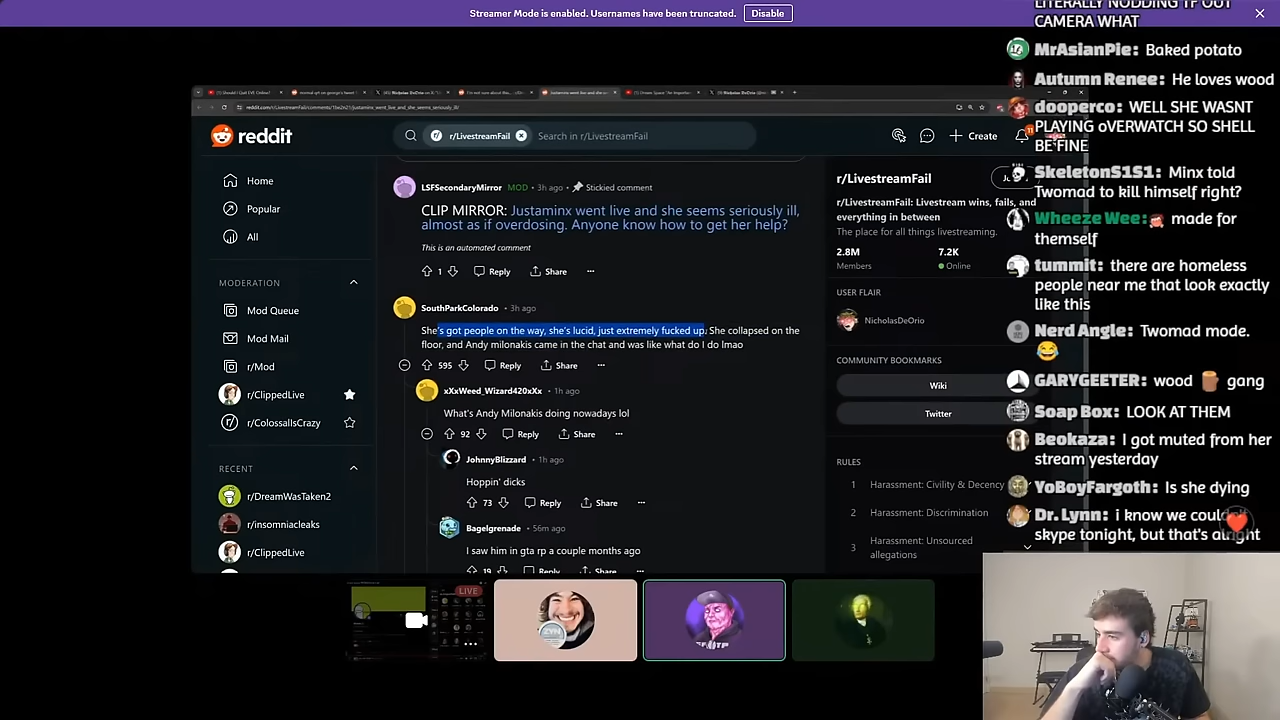 Streamer Mode is enabled. Usernames have been truncated. Disable
reddit
r/LivestreamFail
Search in r/LivestreamFail
Create
Home
Popular
All
MODERATION
Mod Queue
Mod Mail
r/Mod
r/ClippedLive
r/ColossalIsCrazy
RECENT
r/DreamWasTaken2
r/insomniacleaks
r/ClippedLive
LSFSecondaryMirror MOD • 3h ago • Stickied comment
CLIP MIRROR: Justaminx went live and she seems seriously ill,
almost as if overdosing. Anyone know how to get her help?
This is an automated comment
1 Reply Share
SouthParkColorado • 3h ago
She's got people on the way, she's lucid, just extremely fucked up. She collapsed on the
floor, and Andy milonakis came in the chat and was like what do I do lmao
595 Reply Share
xXxWeed_Wizard420xXx • 1h ago
What's Andy Milonakis doing nowadays lol
92 Reply Share
JohnnyBlizzard • 1h ago
Hoppin' dicks
73 Reply Share
Bagelgrenade • 56m ago
I saw him in gta rp a couple months ago
19 Reply Share
r/LivestreamFail
r/LivestreamFail: Livestream wins, fails, and
everything in between
The place for all things livestreaming.
2.8M 7.2K
Members Online
USER FLAIR
NicholasDeOrio
COMMUNITY BOOKMARKS
Wiki
Twitter
RULES
1 Harassment: Civility & Decency
2 Harassment: Discrimination
3 Harassment: Unsourced
allegations
LITERALLY NODDING TF OUT
CAMERA WHAT
MrAsianPie: Baked potato
Autumn Renee: He loves wood
dooperco: WELL SHE WASNT
PLAYING oVERWATCH SO SHELL
BE FINE
SkeletonS1S1: Minx told
Twomad to kill himself right?
Wheeze Wee: made for
themself
tummit: there are homeless
people near me that look exactly
like this
Nerd Angle: Twomad mode.
GARYGEETER: wood gang
Soap Box: LOOK AT THEM
Beokaza: I got muted from her
stream yesterday
YoBoyFargoth: Is she dying
Dr. Lynn: i know we couldn't
skype tonight, but that's alright
LIVE